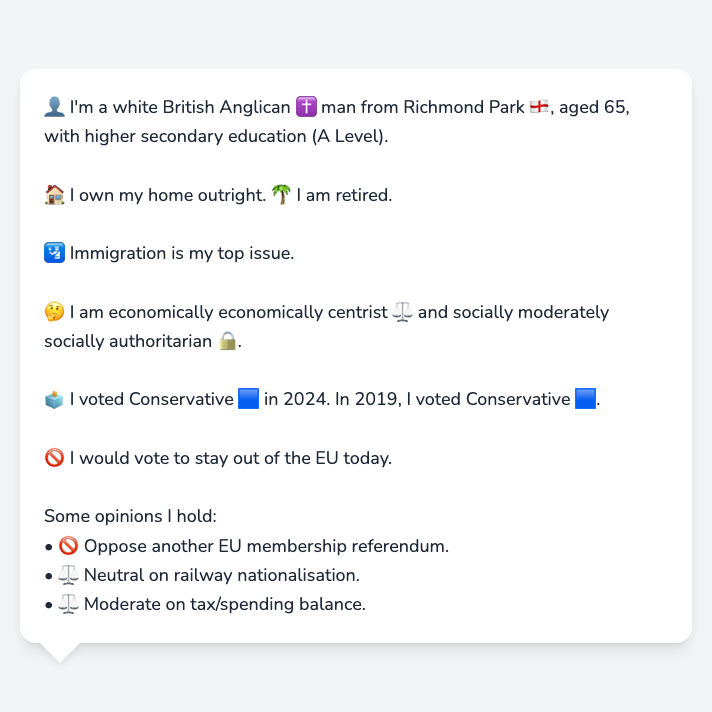 👤 I'm a white British Anglican ✝️ man from Richmond Park 🏴󠁧󠁢󠁥󠁮󠁧󠁿, aged 65,
with higher secondary education (A Level).
🏠 I own my home outright. 🌴 I am retired.
🛂 Immigration is my top issue.
🤔 I am economically economically centrist ⚖️ and socially moderately
socially authoritarian 🔒.
🗳️ I voted Conservative 🟦 in 2024. In 2019, I voted Conservative 🟦.
🚫 I would vote to stay out of the EU today.
Some opinions I hold:
• 🚫 Oppose another EU membership referendum.
• ⚖️ Neutral on railway nationalisation.
• ⚖️ Moderate on tax/spending balance.